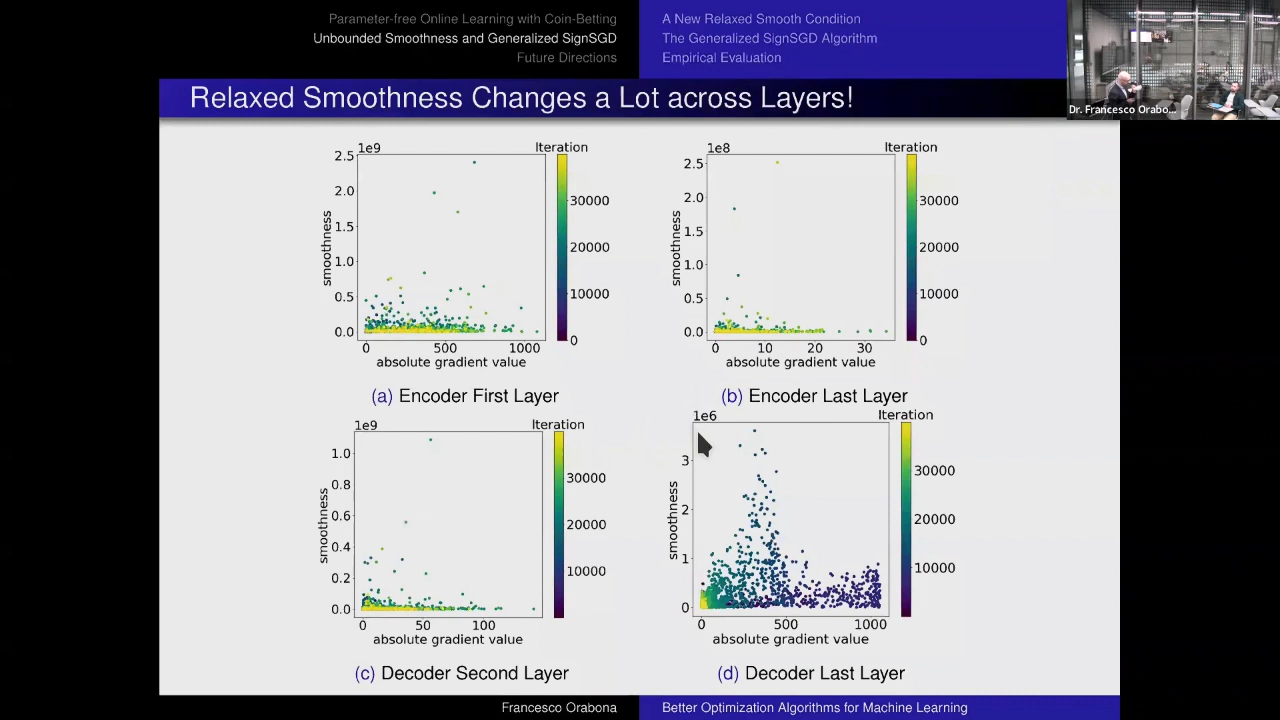 Parameter-free Online Learning with Coin-Betting
Unbounded Smoothness and Generalized SignSGD
Future Directions
A New Relaxed Smooth Condition
The Generalized SignSGD Algorithm
Empirical Evaluation
Dr. Francesco Orabo...
Relaxed Smoothness Changes a Lot across Layers!
1e9
Iteration
2.5
2.0
1.5
1.0
0.5
0.0
smoothness
0 500 1000
absolute gradient value
30000
20000
10000
0
(a) Encoder First Layer
1e8
Iteration
2.5
2.0
1.5
1.0
0.5
0.0
smoothness
0 10 20 30
absolute gradient value
30000
20000
10000
0
(b) Encoder Last Layer
1e9
Iteration
1.0
0.8
0.6
0.4
0.2
0.0
smoothness
0 50 100
absolute gradient value
30000
20000
10000
(c) Decoder Second Layer
1e6
Iteration
3
2
1
0
smoothness
0 500 1000
absolute gradient value
30000
20000
10000
(d) Decoder Last Layer
Francesco Orabona
Better Optimization Algorithms for Machine Learning